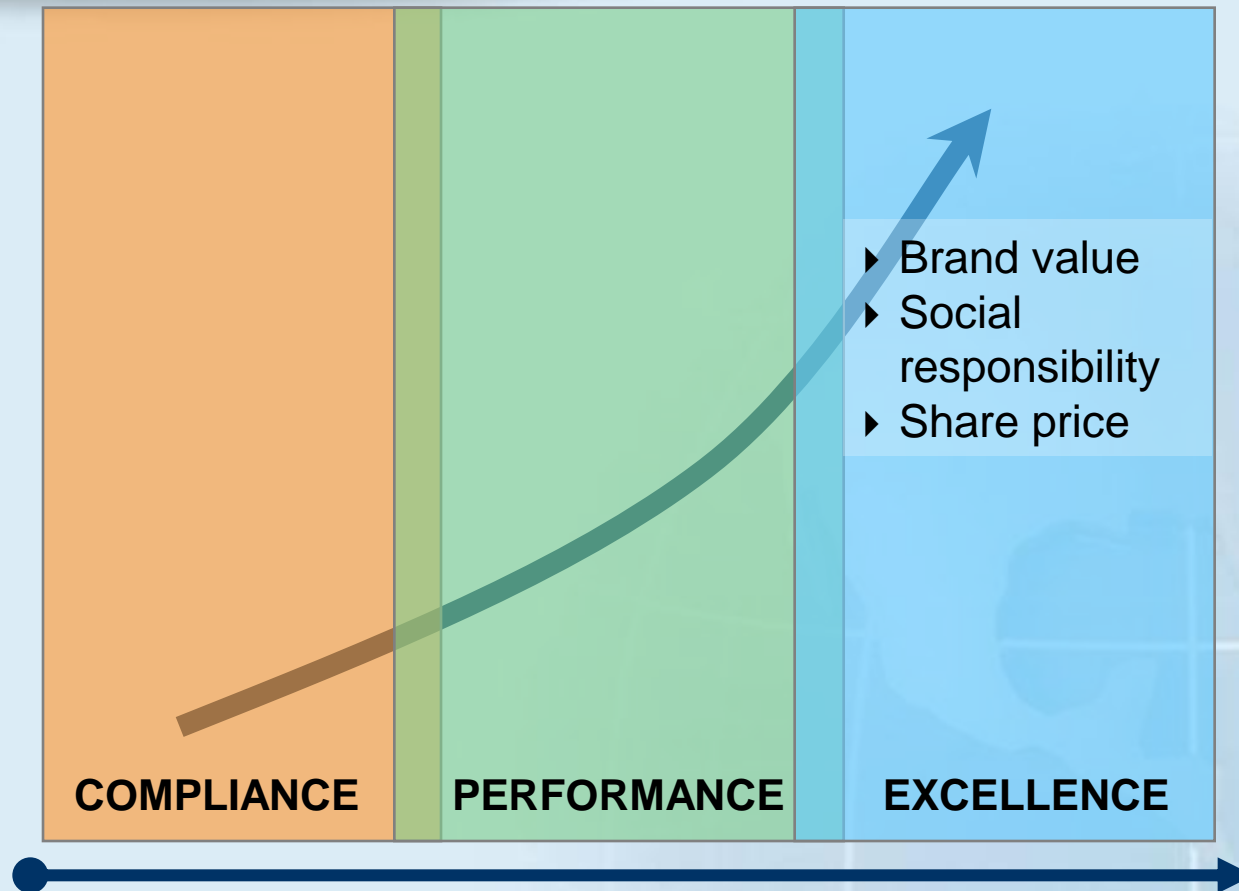 Brand value
Social
responsibility
Share price
COMPLIANCE
PERFORMANCE
EXCELLENCE